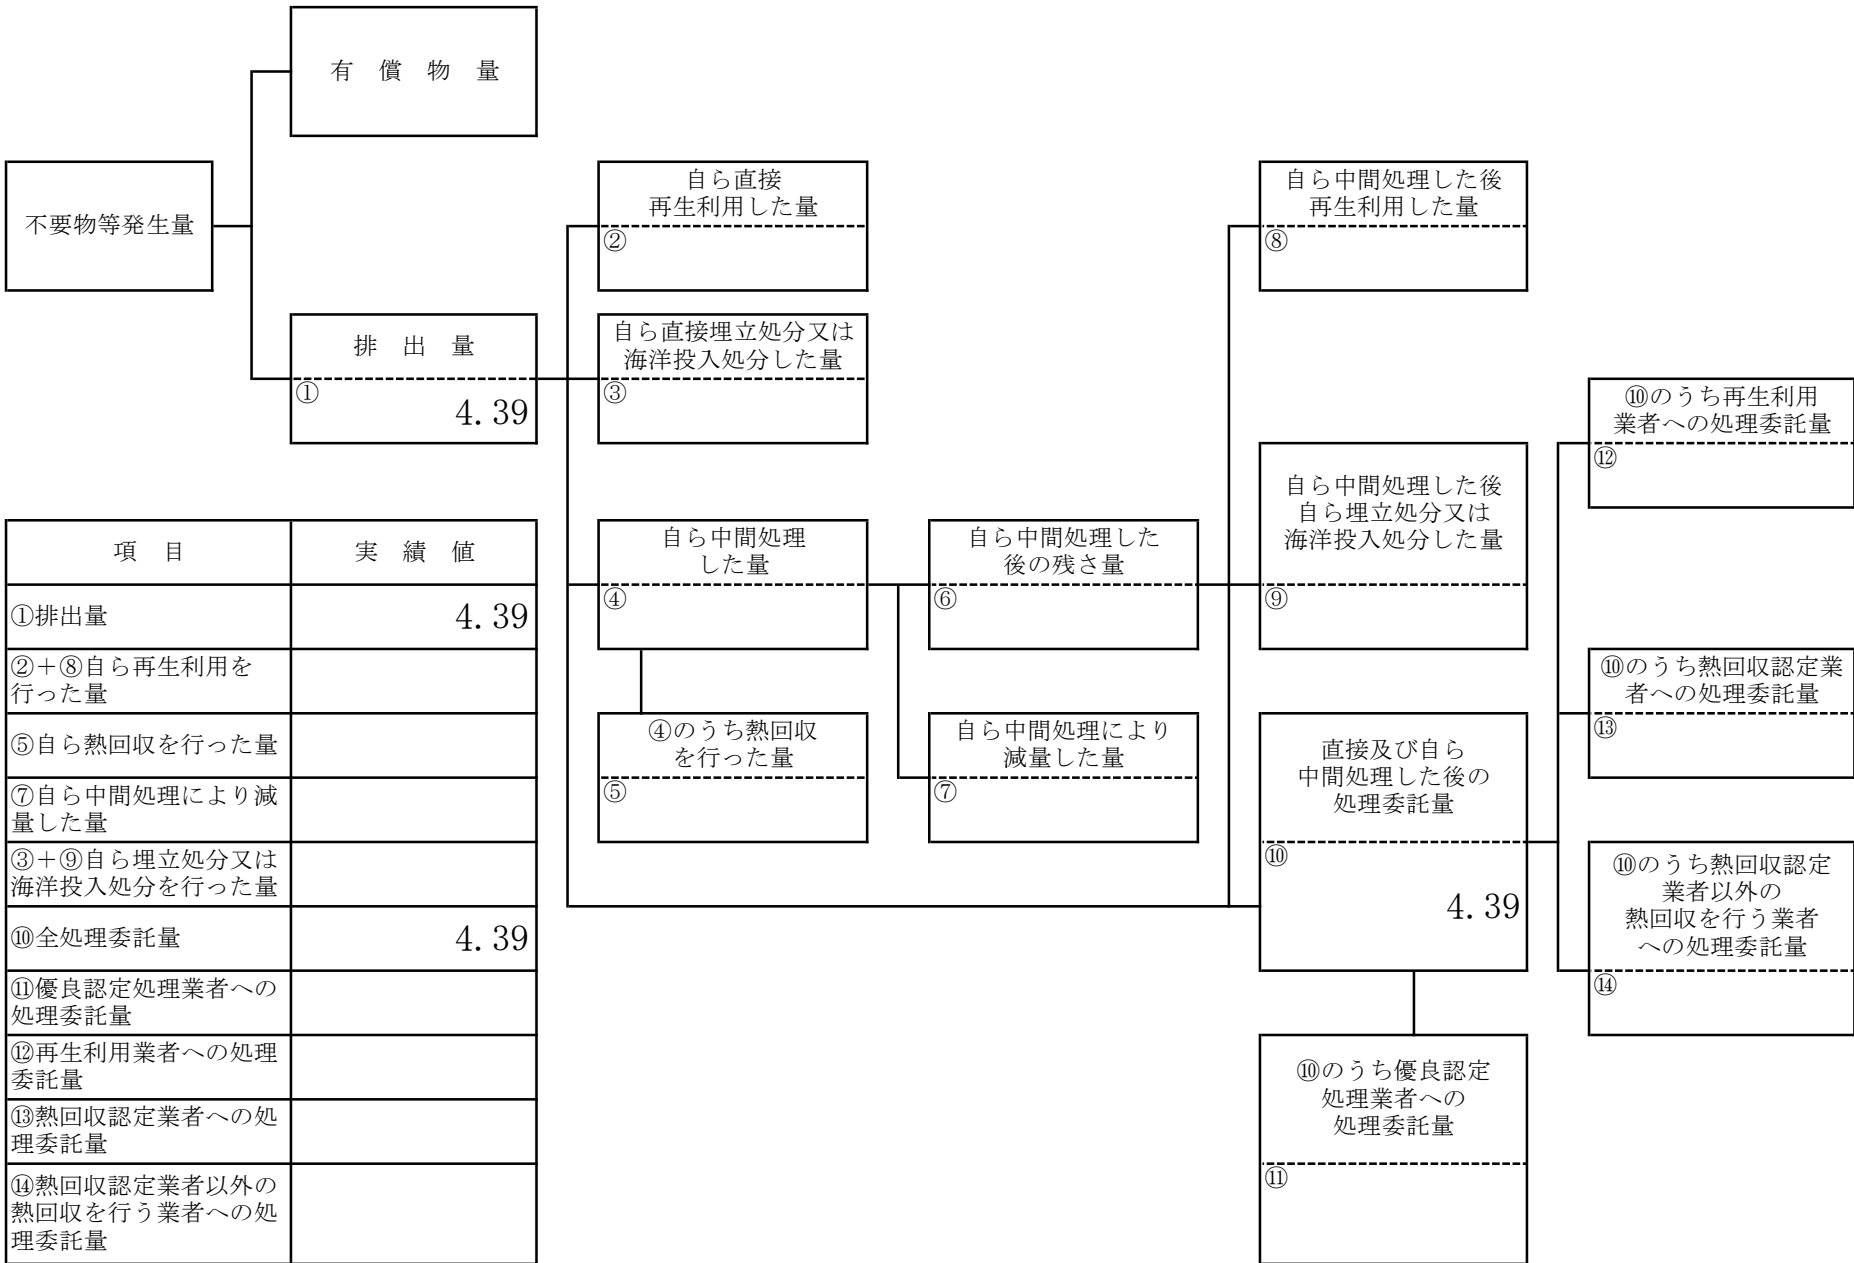 有償物量
不要物等発生量
排出量
①
4.39
自ら直接
再生利用した量
②
自ら直接埋立処分又は
海洋投入処分した量
③
自ら中間処理
した量
④
④のうち熱回収
を行った量
⑤
自ら中間処理した
後の残さ量
⑥
自ら中間処理により
減量した量
⑦
自ら中間処理した後
再生利用した量
⑧
自ら中間処理した後
自ら埋立処分又は
海洋投入処分した量
⑨
直接及び自ら
中間処理した後の
処理委託量
⑩
4.39
⑩のうち優良認定
処理業者への
処理委託量
⑪
⑩のうち再生利用
業者への処理委託量
⑫
⑩のうち熱回収認定業
者への処理委託量
⑬
⑩のうち熱回収認定
業者以外の
熱回収を行う業者
への処理委託量
⑭
項目 実績値
①排出量 4.39
②+⑧自ら再生利用を
行った量
⑤自ら熱回収を行った量
⑦自ら中間処理により減
量した量
③+⑨自ら埋立処分又は
海洋投入処分を行った量
⑩全処理委託量 4.39
⑪優良認定処理業者への
処理委託量
⑫再生利用業者への処理
委託量
⑬熱回収認定業者への処
理委託量
⑭熱回収認定業者以外の
熱回収を行う業者への処
理委託量